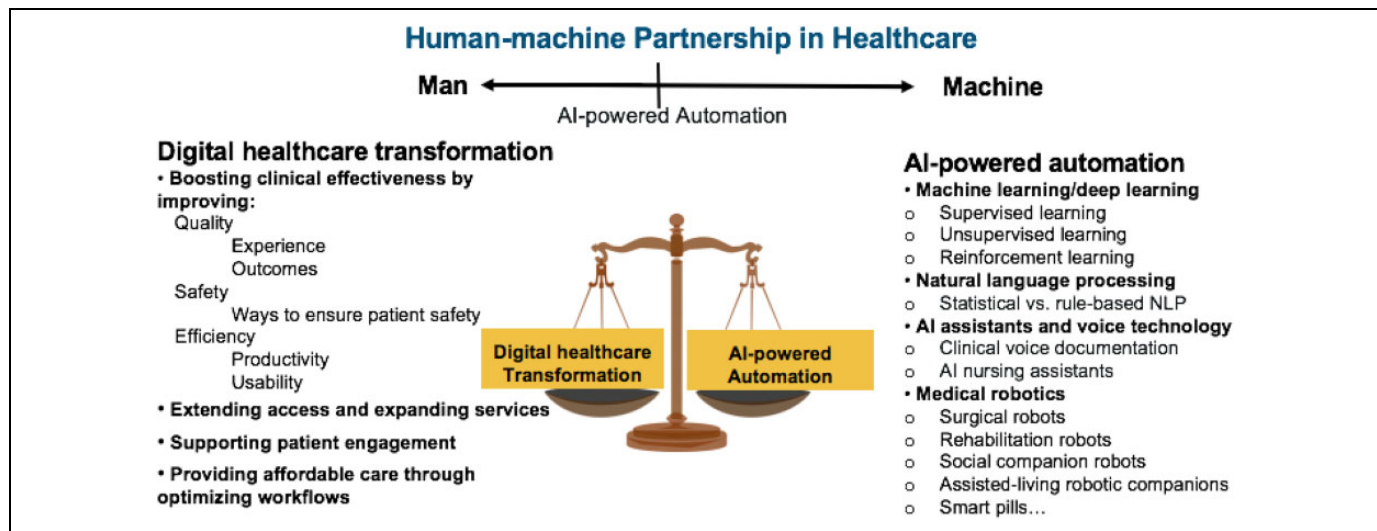 Human-machine Partnership in Healthcare
Man
Machine
AI-powered Automation
Digital healthcare transformation
• Boosting clinical effectiveness by
improving:
Quality
Experience
Outcomes
Safety
Ways to ensure patient safety
Efficiency
Productivity
Usability
• Extending access and expanding services
• Supporting patient engagement
• Providing affordable care through
optimizing workflows
Digital healthcare
Transformation
AI-powered
Automation
AI-powered automation
• Machine learning/deep learning
o Supervised learning
o Unsupervised learning
o Reinforcement learning
• Natural language processing
o Statistical vs. rule-based NLP
• AI assistants and voice technology
o Clinical voice documentation
o AI nursing assistants
• Medical robotics
o Surgical robots
o Rehabilitation robots
o Social companion robots
o Assisted-living robotic companions
o Smart pills…